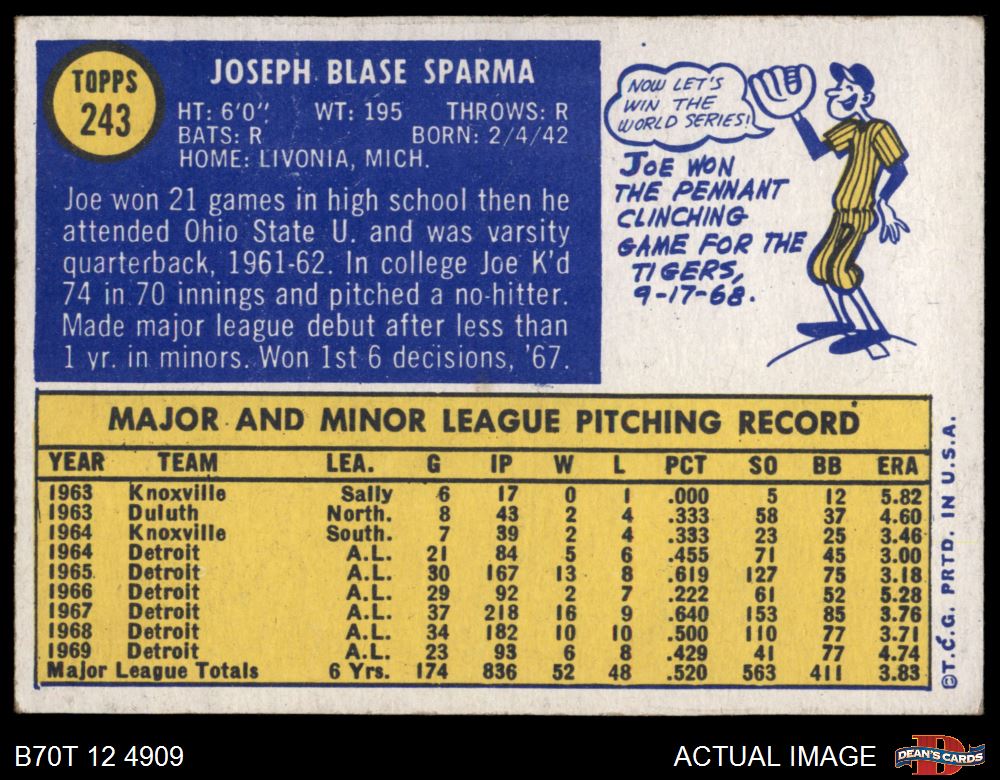 TOPPS
243
JOSEPH BLASE SPARMA
HT: 6'0" WT: 195 THROWS: R
BATS: R BORN: 2/4/42
HOME: LIVONIA, MICH.
Joe won 21 games in high school then he
attended Ohio State U. and was varsity
quarterback, 1961-62. In college Joe K'd
74 in 70 innings and pitched a no-hitter.
Made major league debut after less than
1 yr. in minors. Won 1st 6 decisions, '67.
NOW LET'S
WIN THE
WORLD SERIES!
JOE WON
THE PENNANT
CLINCHING
GAME FOR THE
TIGERS,
9-17-68.
MAJOR AND MINOR LEAGUE PITCHING RECORD
YEAR TEAM LEA. G IP W L PCT SO BB ERA
1963 Knoxville Sally 6 17 0 1 .000 5 12 5.82
1963 Duluth North. 8 43 2 4 .333 58 37 4.60
1964 Knoxville South. 7 39 2 4 .333 23 25 3.46
1964 Detroit A.L. 21 84 5 6 .455 71 45 3.00
1965 Detroit A.L. 30 167 13 8 .619 127 75 3.18
1966 Detroit A.L. 29 92 2 7 .222 61 52 5.28
1967 Detroit A.L. 37 218 16 9 .640 153 85 3.76
1968 Detroit A.L. 34 182 10 10 .500 110 77 3.71
1969 Detroit A.L. 23 93 6 8 .429 41 77 4.74
Major League Totals 6 Yrs. 174 836 52 48 .520 563 411 3.83
©T.C.G. PRTD. IN U.S.A.
B70T 12 4909
ACTUAL IMAGE
DEAN'S CARDS